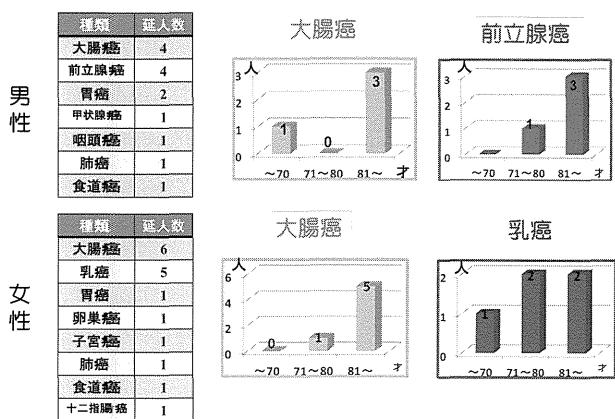 男性
種類 延人数
大腸癌 4
前立腺癌 4
胃癌 2
甲状腺癌 1
咽頭癌 1
肺癌 1
食道癌 1
大腸癌
人
3
2
1
0
1
0
3
～70 71～80 81～ 才
前立腺癌
人
3
2
1
0
1
3
～70 71～80 81～ 才
女性
種類 延人数
大腸癌 6
乳癌 5
胃癌 1
卵巣癌 1
子宮癌 1
肺癌 1
食道癌 1
十二指腸癌 1
大腸癌
人
6
4
2
0
0
1
5
～70 71～80 81～ 才
乳癌
人
2
1
0
1
2
2
～70 71～80 81～ 才